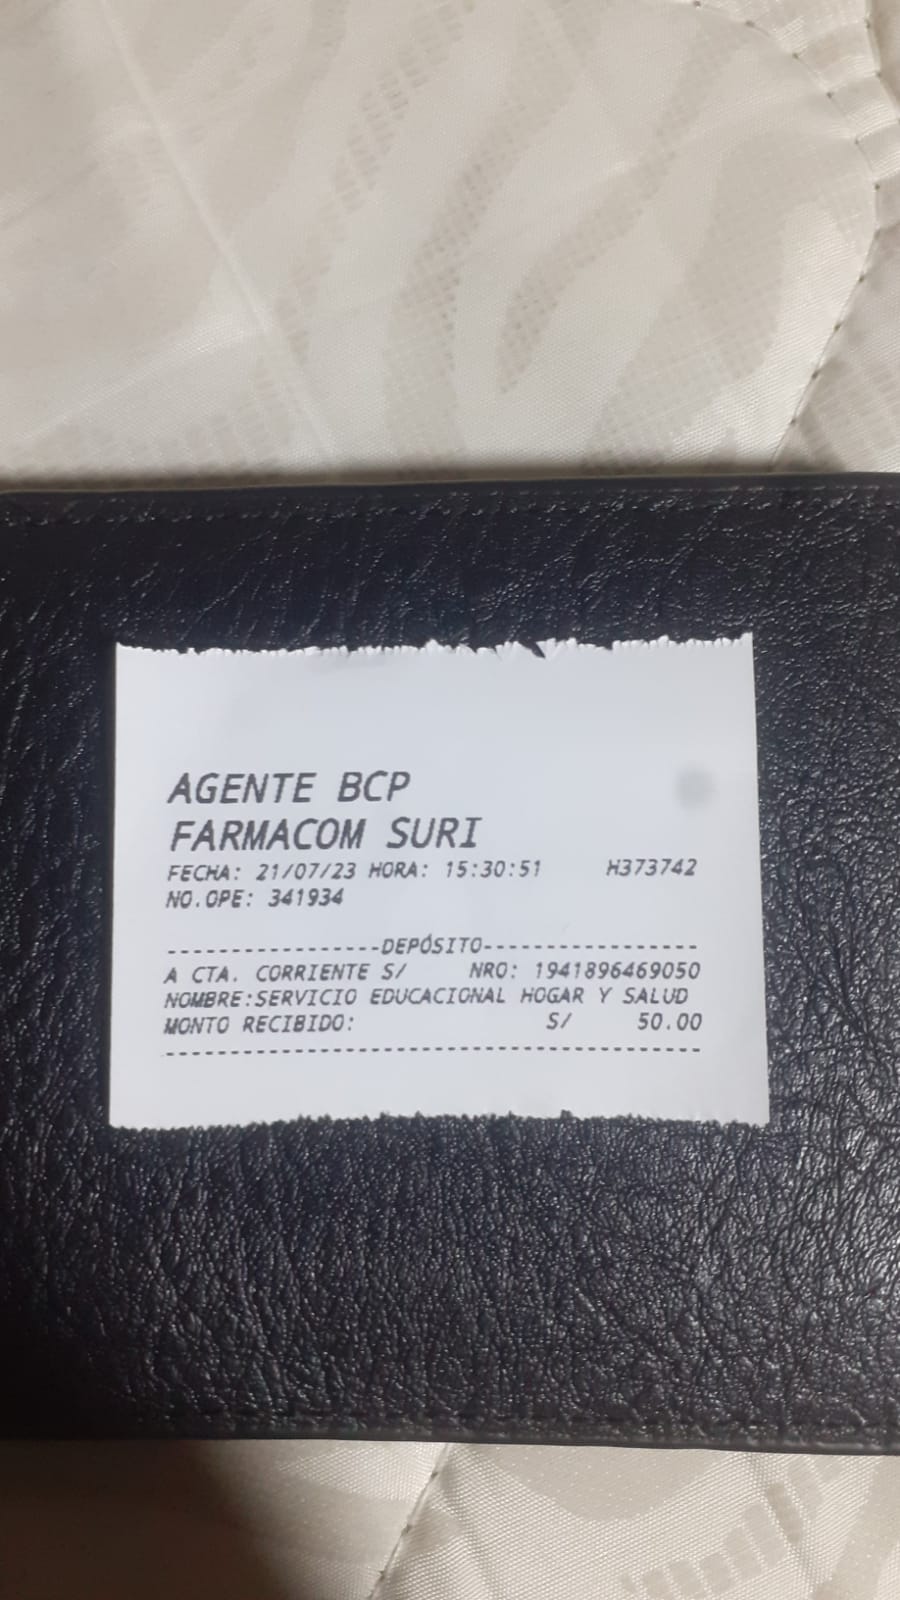 AGENTE BCP
FARMACOM SURI
FECHA: 21/07/23 HORA: 15:30:51 H373742
NO.OPE: 341934
-----------------DEPÓSITO-----------------
A CTA. CORRIENTE S/ NRO: 1941896469050
NOMBRE:SERVICIO EDUCACIONAL HOGAR Y SALUD
MONTO RECIBIDO: S/ 50.00
------------------------------------------